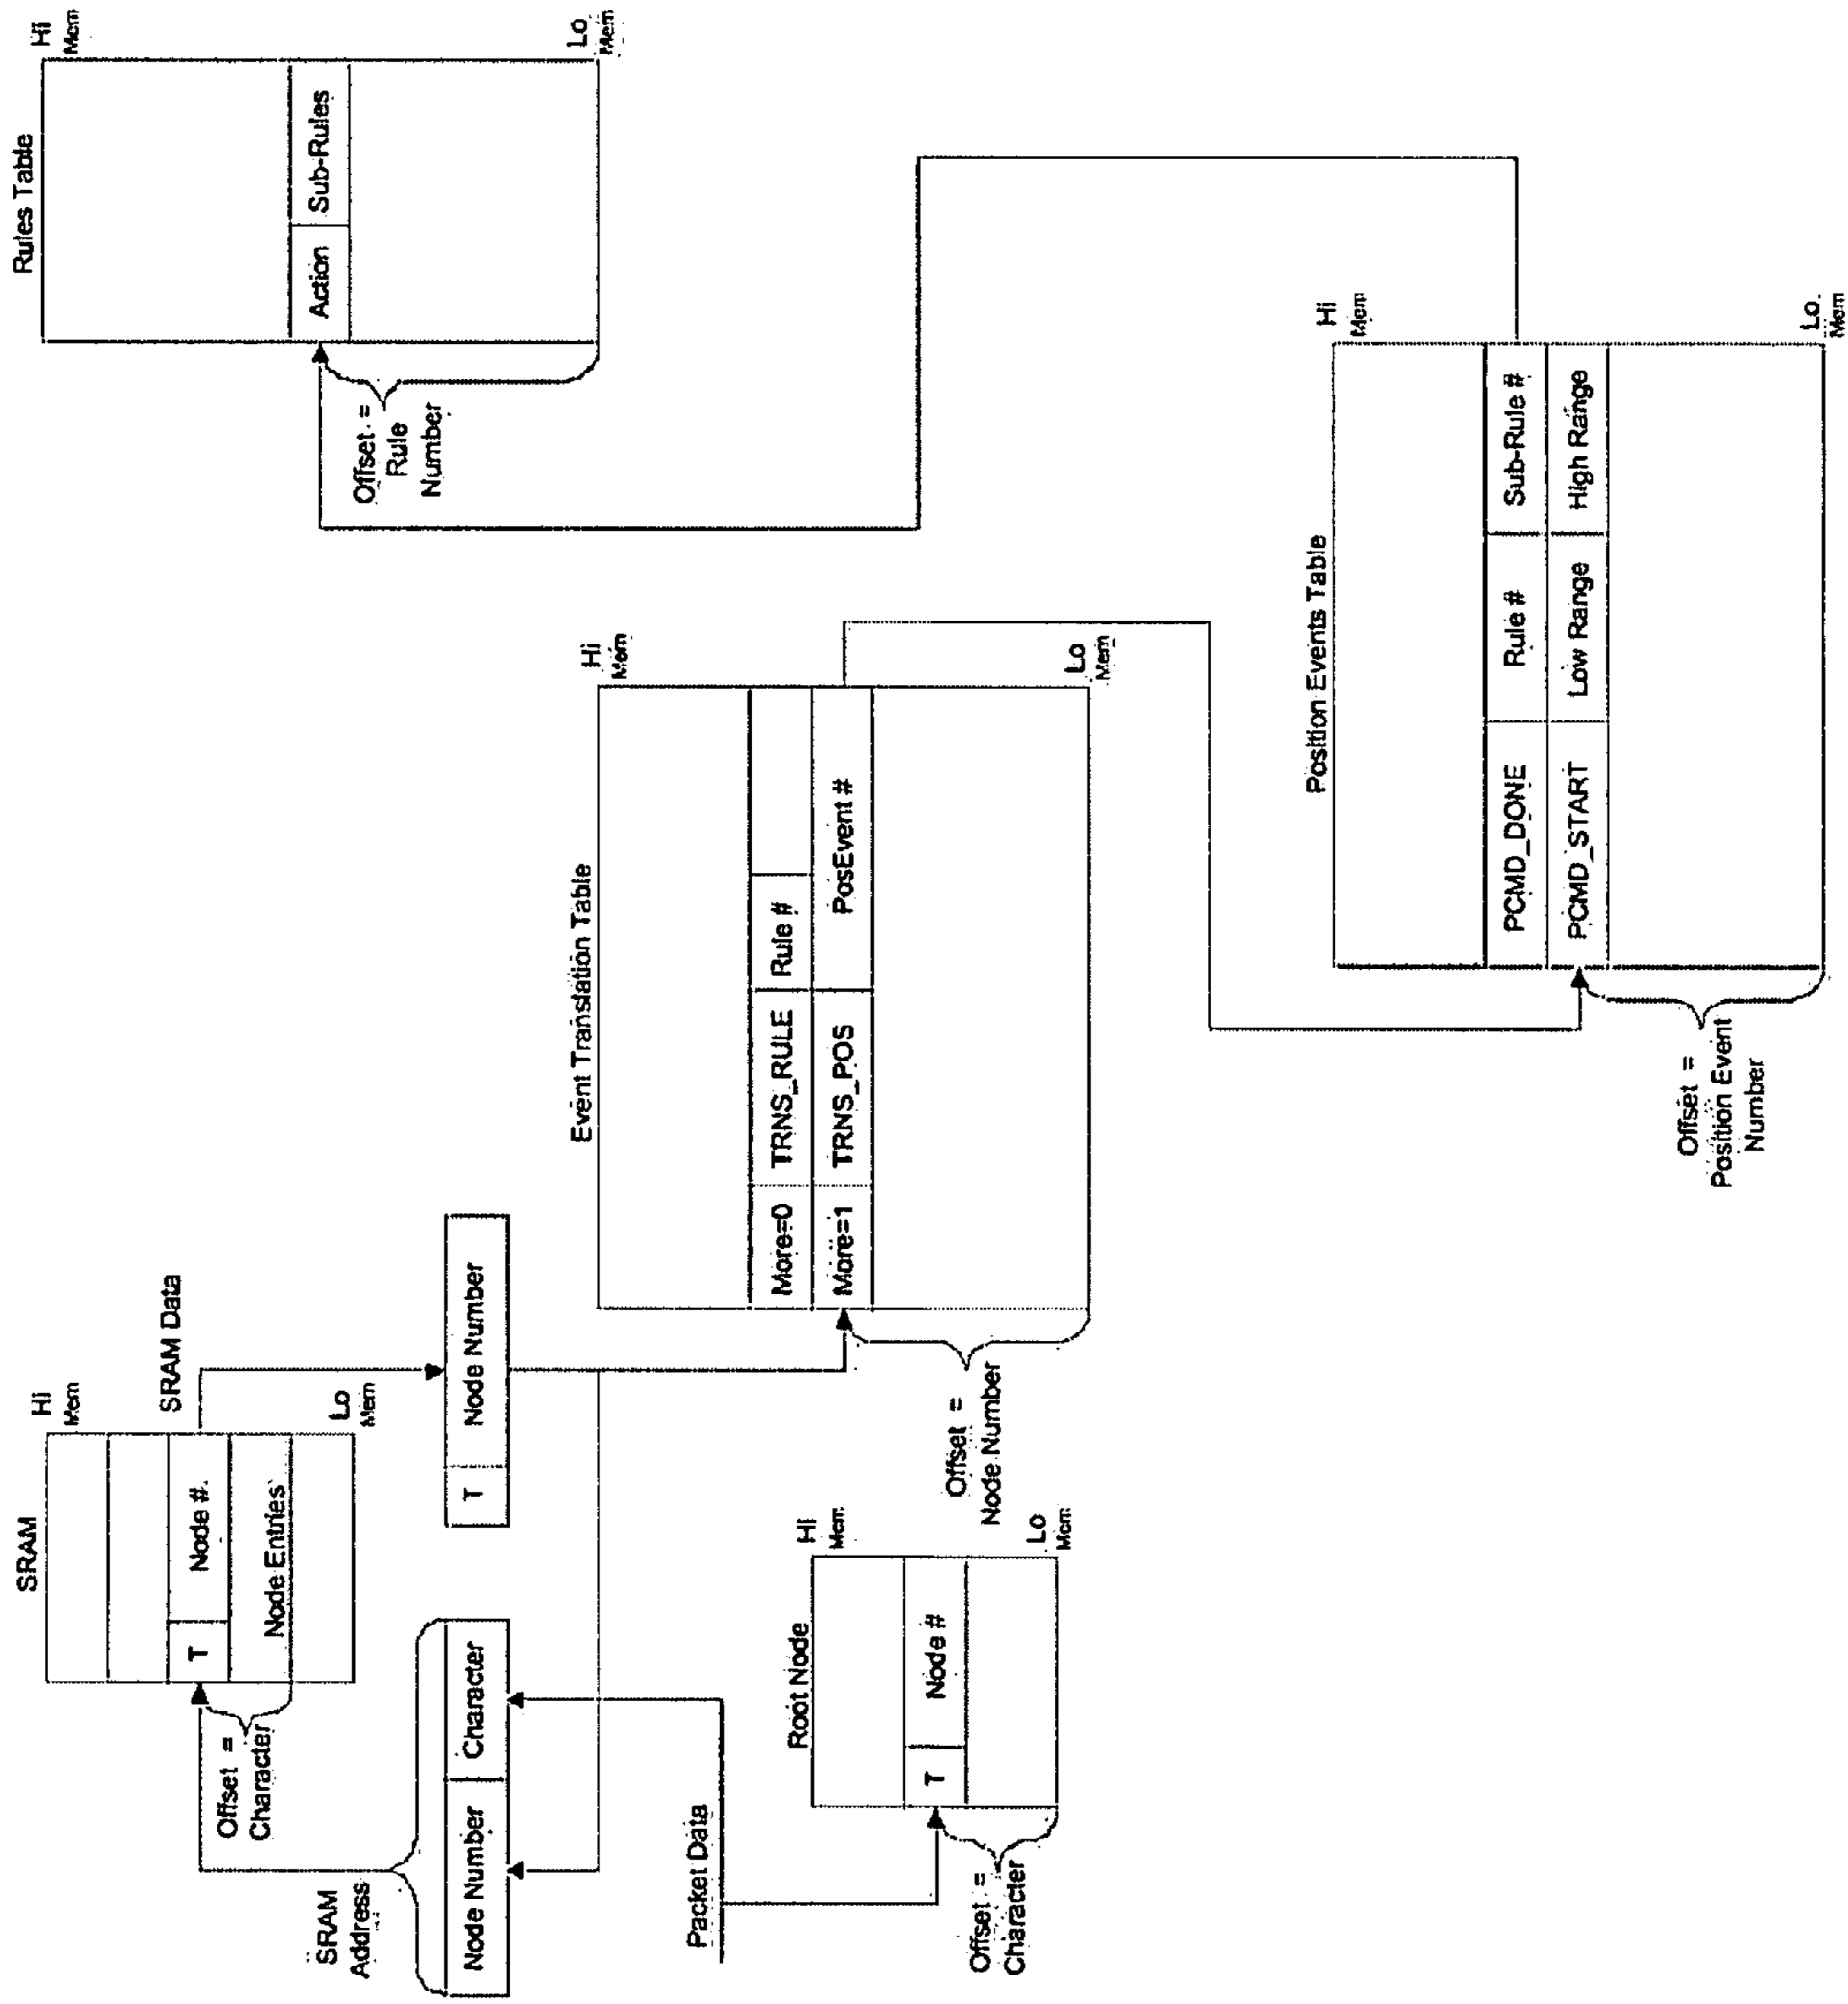 SRAM
Hi
Mem
T
Node #
Node Entries
Lo
Mem
Offset =
Character
SRAM
Address
SRAM Data
Node Number
Character
T
Node Number
Packet Data
Root Node
Hi
Mem
T
Node #
Lo
Mem
Offset =
Character
Event Translation Table
Hi
Mem
More=0
TRNS_RULE
Rule #
More=1
TRNS_POS
PosEvent #
Lo
Mem
Offset =
Node Number
Rules Table
Hi
Mem
Action
Sub-Rules
Lo
Mem
Offset =
Rule
Number
Position Events Table
Hi
Mem
PCMD_DONE
Rule #
Sub-Rule #
PCMD_START
Low Range
High Range
Lo
Mem
Offset =
Position Event
Number